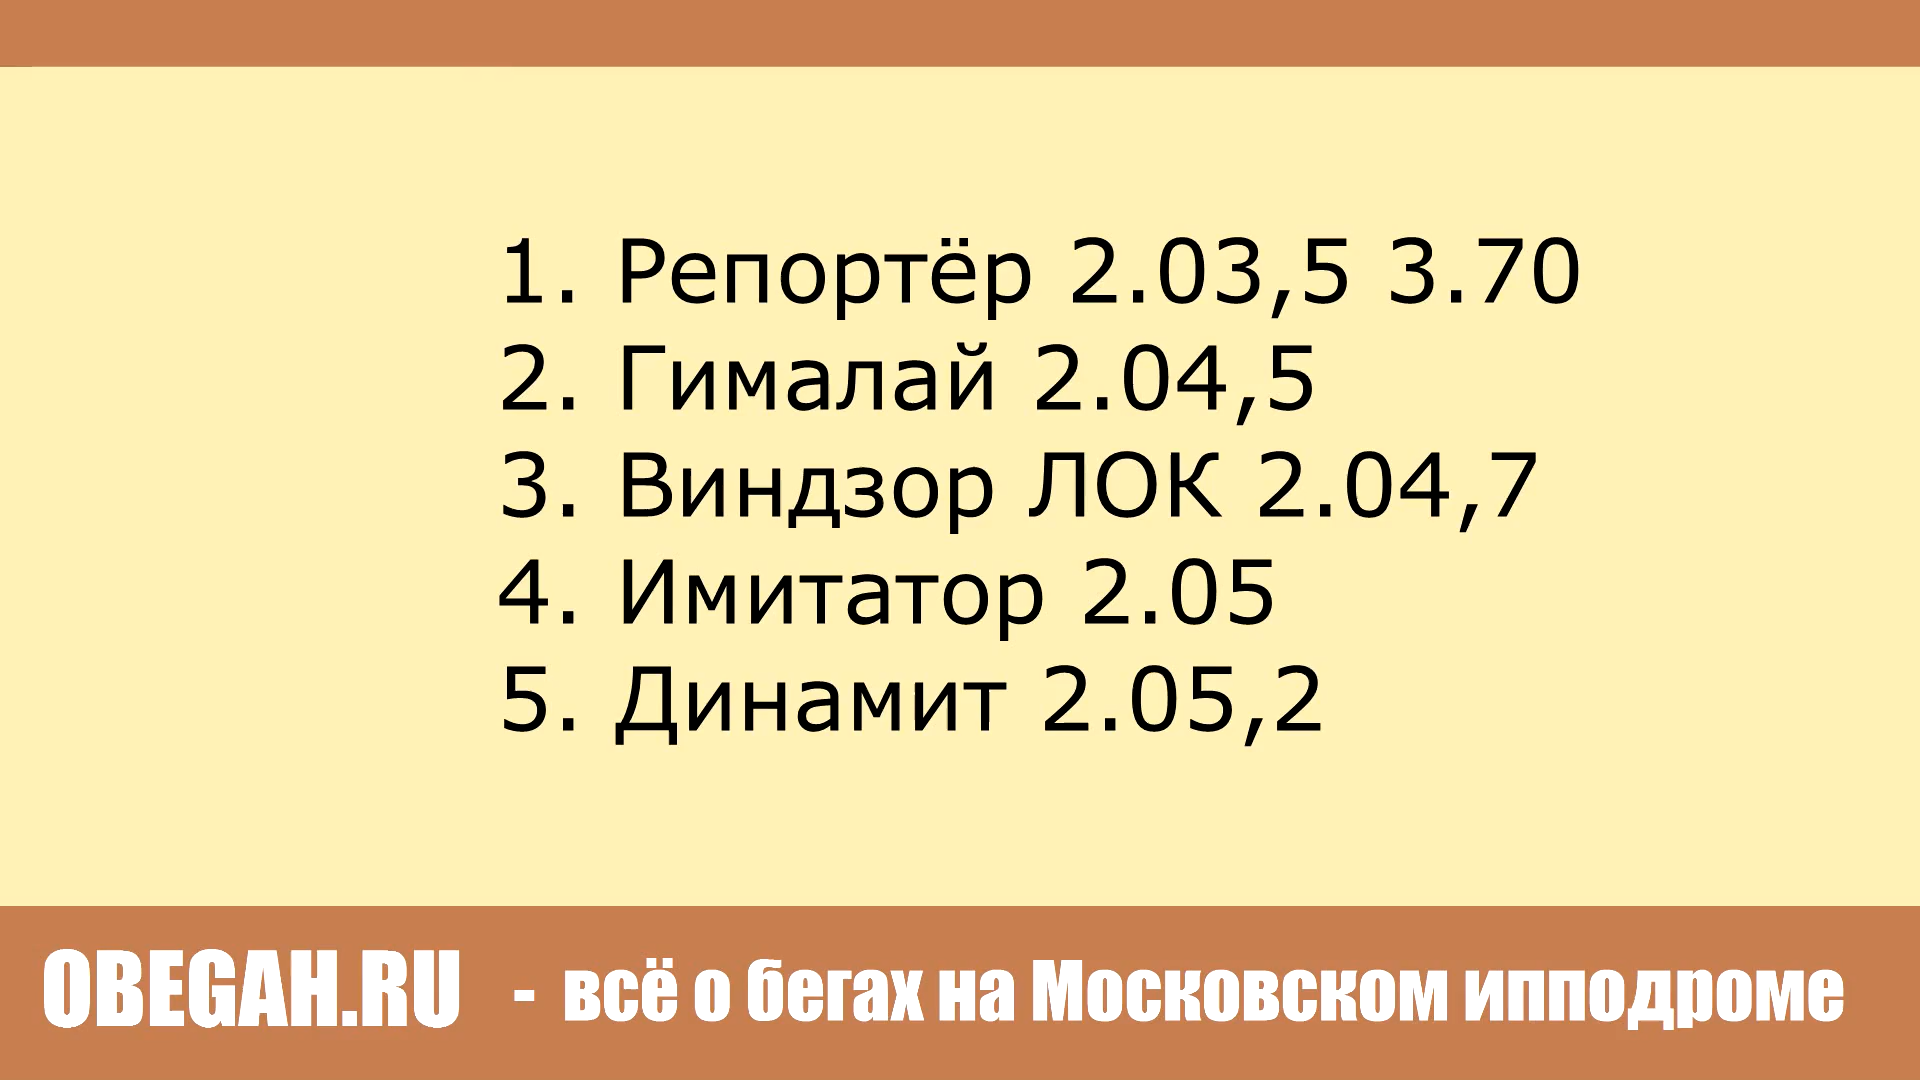 1. Репортёр 2.03,5 3.70
2. Гималай 2.04,5
3. Виндзор ЛОК 2.04,7
4. Имитатор 2.05
5. Динамит 2.05,2
OBEGAH.RU - всё о бегах на Московском ипподроме